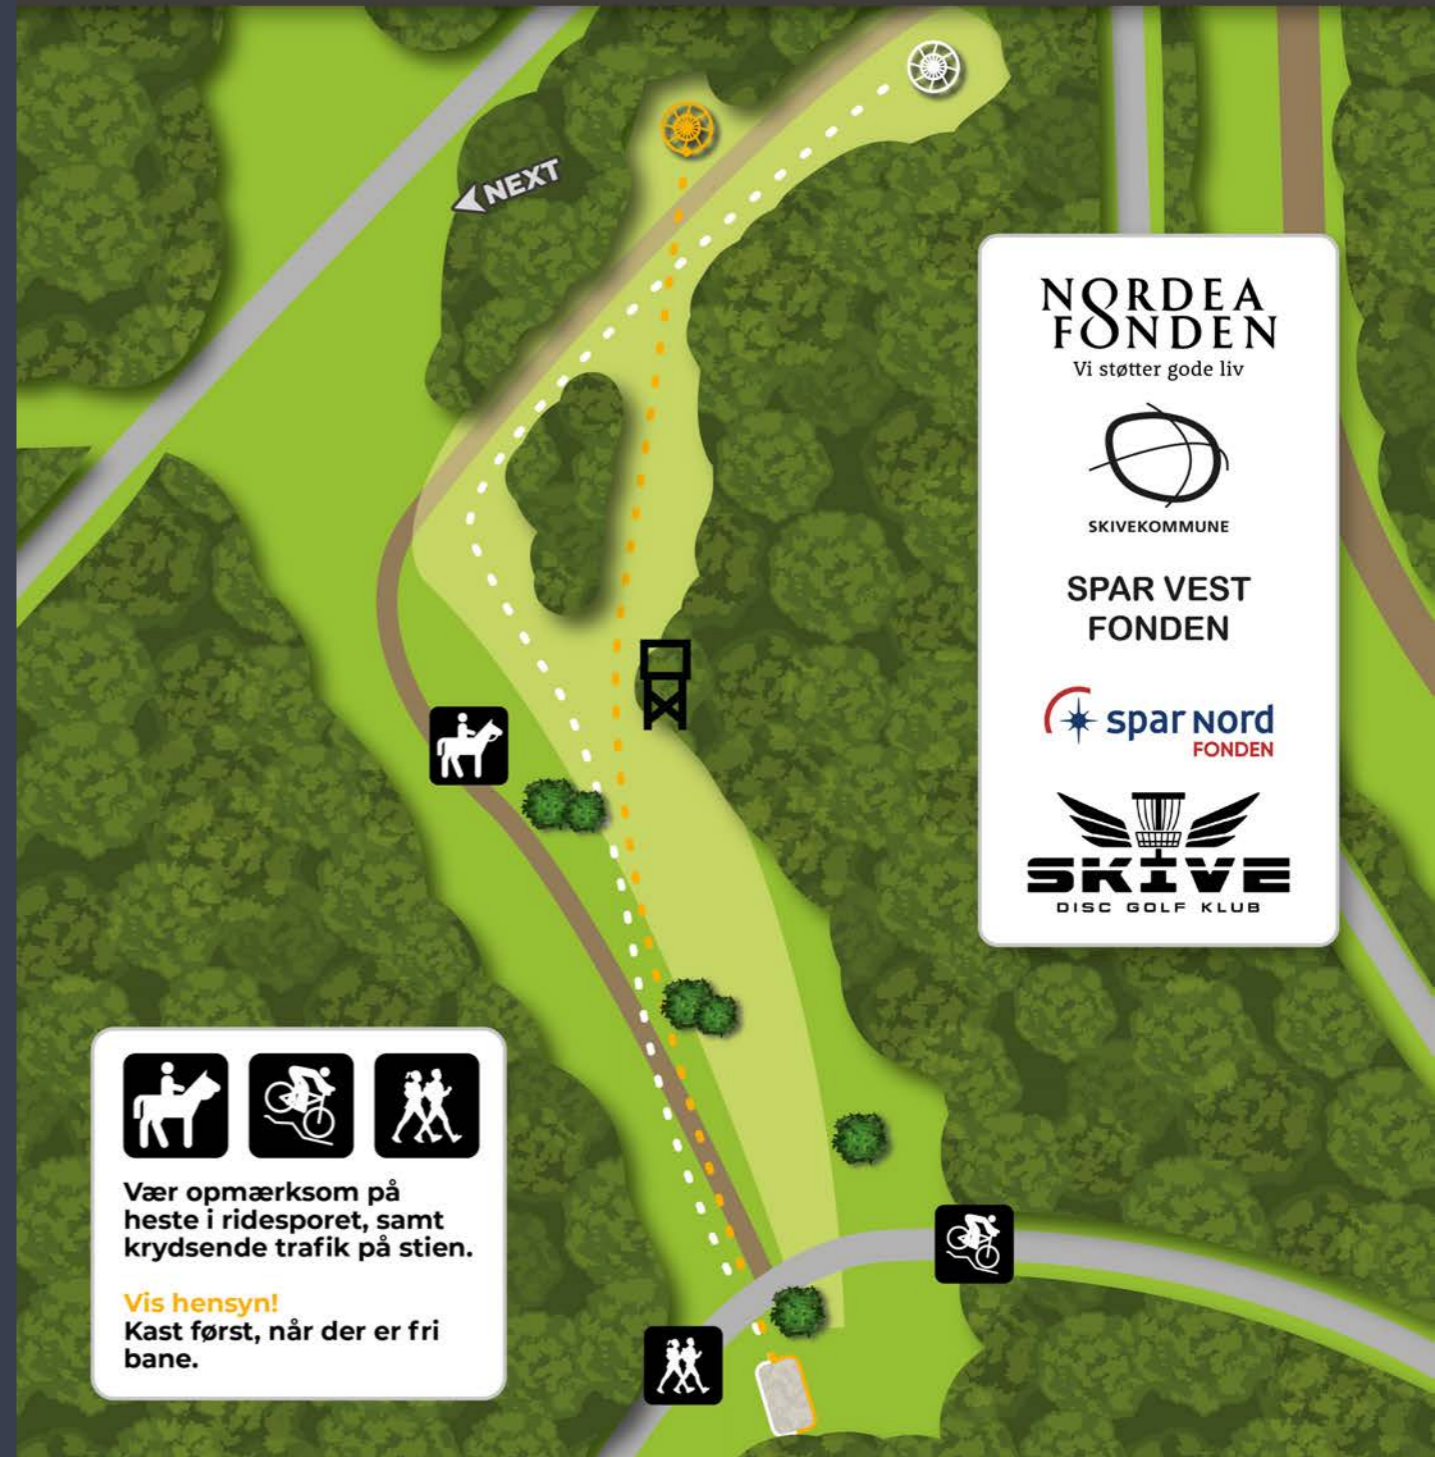 NEXT
NORDEA
FONDEN
Vi støtter gode liv
SKIVEKOMMUNE
SPAR VEST
FONDEN
spar nord
FONDEN
SKIVE
DISC GOLF KLUB
Vær opmærksom på
heste i ridesporet, samt
krydsende trafik på stien.
Vis hensyn!
Kast først, når der er fri
bane.